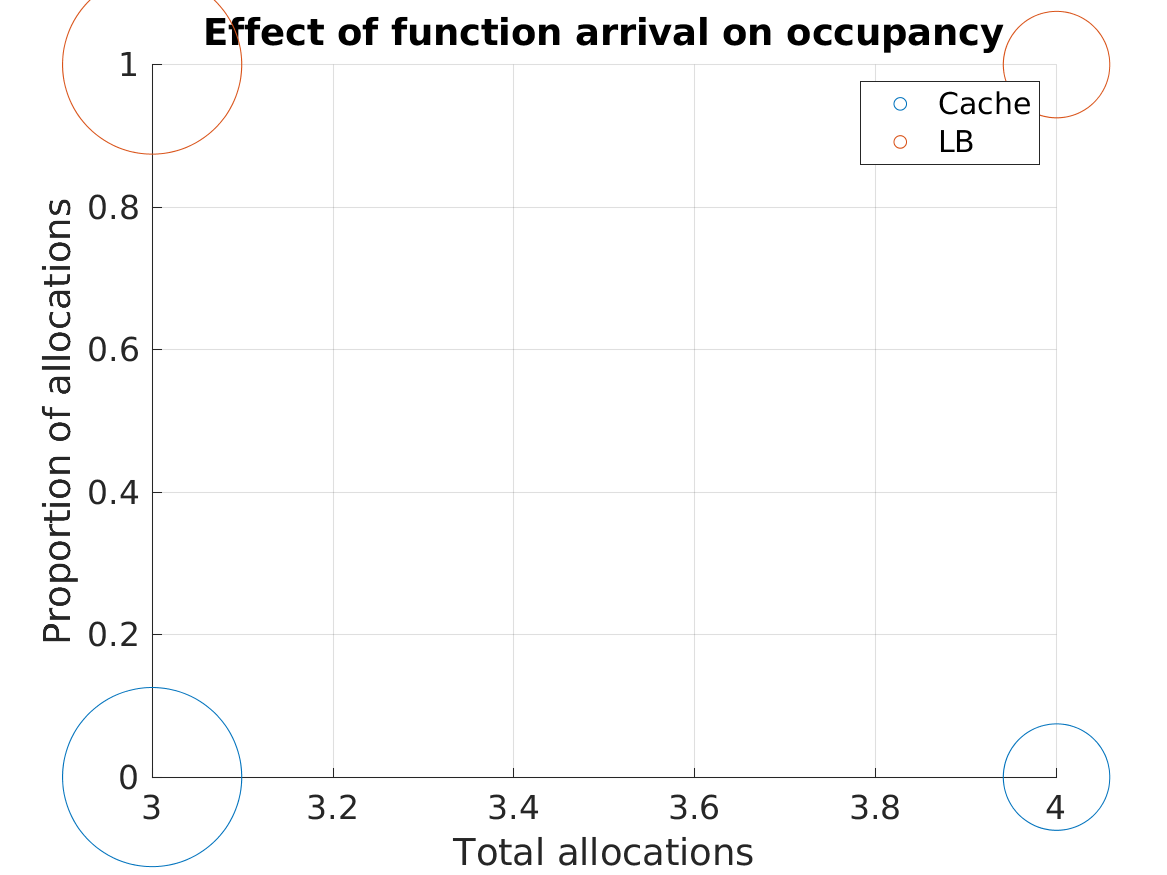 Effect of function arrival on occupancy
Cache
LB
Proportion of allocations
1
0.8
0.6
0.4
0.2
0
3
3.2
3.4
3.6
3.8
4
Total allocations